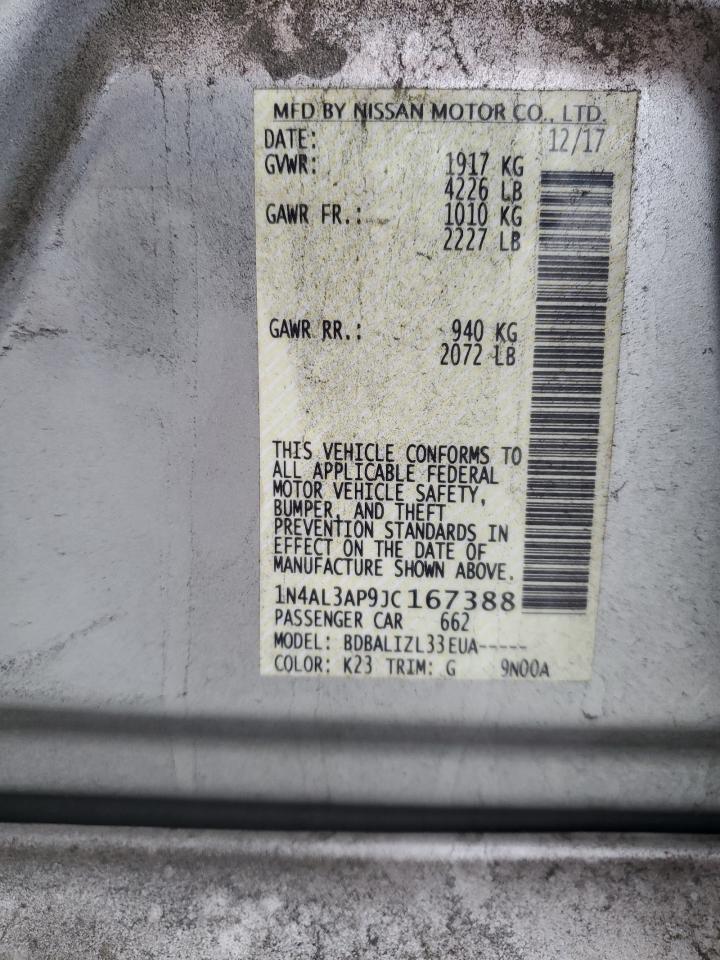 MFD BY NISSAN MOTOR CO., LTD.
DATE: 12/17
GVWR: 1917 KG
4226 LB
GAWR FR.: 1010 KG
2227 LB
GAWR RR.: 940 KG
2072 LB
THIS VEHICLE CONFORMS TO
ALL APPLICABLE FEDERAL
MOTOR VEHICLE SAFETY,
BUMPER, AND THEFT
PREVENTION STANDARDS IN
EFFECT ON THE DATE OF
MANUFACTURE SHOWN ABOVE.
1N4AL3AP9JC167388
PASSENGER CAR 662
MODEL: BDBALIZL33EUA-----
COLOR: K23 TRIM: G 9N00A